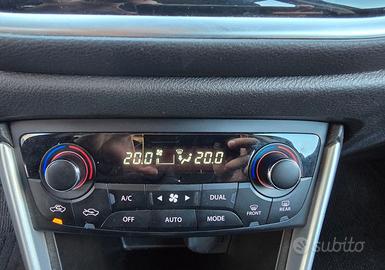 20.0 20.0
A/C DUAL
OFF AUTO MODE FRONT REAR
subito